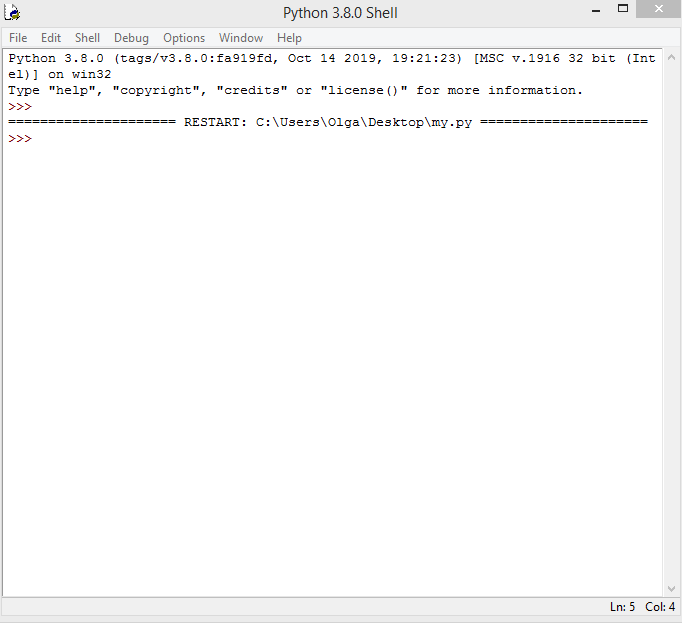 Python 3.8.0 Shell
File Edit Shell Debug Options Window Help
Python 3.8.0 (tags/v3.8.0:fa919fd, Oct 14 2019, 19:21:23) [MSC v.1916 32 bit (Int
el)] on win32
Type "help", "copyright", "credits" or "license()" for more information.
>>>
===================== RESTART: C:\Users\Olga\Desktop\my.py =====================
>>>
Ln: 5 Col: 4